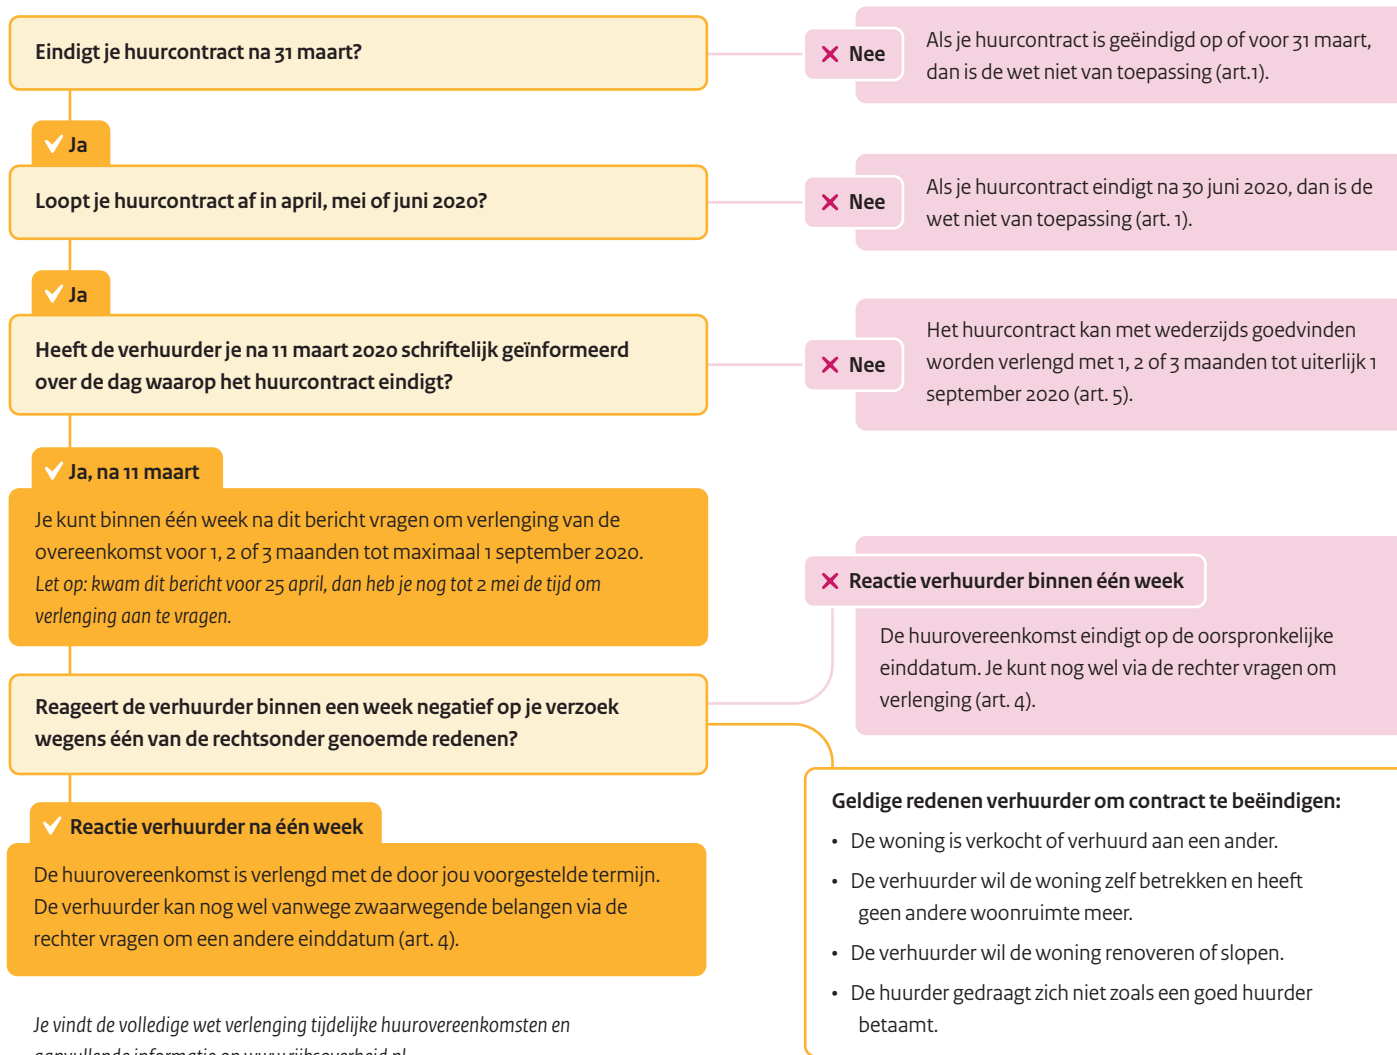 Eindigt je huurcontract na 31 maart?
Nee
Als je huurcontract is geëindigd op of voor 31 maart,
dan is de wet niet van toepassing (art.1).
Ja
Loopt je huurcontract af in april, mei of juni 2020?
Nee
Als je huurcontract eindigt na 30 juni 2020, dan is de
wet niet van toepassing (art. 1).
Ja
Heeft de verhuurder je na 11 maart 2020 schriftelijk geïnformeerd
over de dag waarop het huurcontract eindigt?
Nee
Het huurcontract kan met wederzijds goedvinden
worden verlengd met 1, 2 of 3 maanden tot uiterlijk 1
september 2020 (art. 5).
Ja, na 11 maart
Je kunt binnen één week na dit bericht vragen om verlenging van de
overeenkomst voor 1, 2 of 3 maanden tot maximaal 1 september 2020.
Let op: kwam dit bericht voor 25 april, dan heb je nog tot 2 mei de tijd om
verlenging aan te vragen.
Reactie verhuurder binnen één week
De huurovereenkomst eindigt op de oorspronkelijke
einddatum. Je kunt nog wel via de rechter vragen om
verlenging (art. 4).
Reageert de verhuurder binnen een week negatief op je verzoek
wegens één van de rechtsonder genoemde redenen?
Reactie verhuurder na één week
De huurovereenkomst is verlengd met de door jou voorgestelde termijn.
De verhuurder kan nog wel vanwege zwaarwegende belangen via de
rechter vragen om een andere einddatum (art. 4).
Geldige redenen verhuurder om contract te beëindigen:
• De woning is verkocht of verhuurd aan een ander.
• De verhuurder wil de woning zelf betrekken en heeft
geen andere woonruimte meer.
• De verhuurder wil de woning renoveren of slopen.
• De huurder gedraagt zich niet zoals een goed huurder
betaamt.
Je vindt de volledige wet verlenging tijdelijke huurovereenkomsten en
aanvullende informatie op www.rijksoverheid.nl